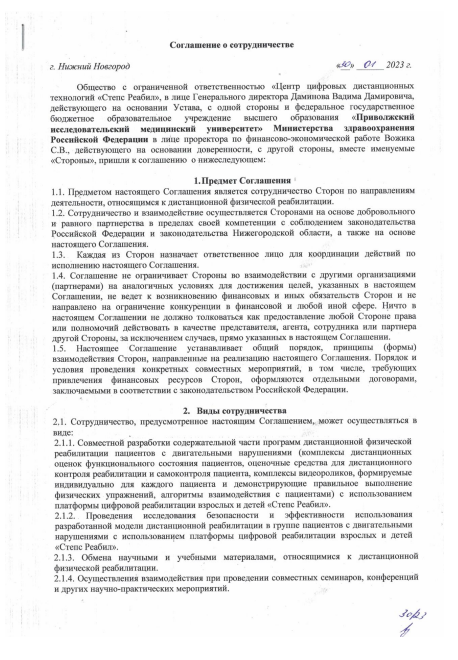 Соглашение о сотрудничестве
г. Нижний Новгород «30» 01 2023 г.
Общество с ограниченной ответственностью «Центр цифровых дистанционных
технологий «Степс Реабил», в лице Генерального директора Даминова Вадима Дамировича,
действующего на основании Устава, с одной стороны и федеральное государственное
бюджетное образовательное учреждение высшего образования «Приволжский
исследовательский медицинский университет» Министерства здравоохранения
Российской Федерации в лице проректора по финансово-экономической работе Вожика
С.В., действующего на основании доверенности, с другой стороны, вместе именуемые
«Стороны», пришли к соглашению о нижеследующем:
1. Предмет Соглашения
1.1. Предметом настоящего Соглашения является сотрудничество Сторон по направлениям
деятельности, относящимся к дистанционной физической реабилитации.
1.2. Сотрудничество и взаимодействие осуществляется Сторонами на основе добровольного
и равного партнерства в пределах своей компетенции с соблюдением законодательства
Российской Федерации и законодательства Нижегородской области, а также на основе
настоящего Соглашения.
1.3. Каждая из Сторон назначает ответственное лицо для координации действий по
исполнению настоящего Соглашения.
1.4. Соглашение не ограничивает Стороны во взаимодействии с другими организациями
(партнерами) на аналогичных условиях для достижения целей, указанных в настоящем
Соглашении, не ведет к возникновению финансовых и иных обязательств Сторон и не
направлено на ограничение конкуренции в финансовой и любой иной сфере. Ничто в
настоящем Соглашении не должно толковаться как предоставление любой Стороне права
или полномочий действовать в качестве представителя, агента, сотрудника или партнера
другой Стороны, за исключением случаев, прямо указанных в настоящем Соглашении.
1.5. Настоящее Соглашение устанавливает общий порядок, принципы (формы)
взаимодействия Сторон, направленные на реализацию настоящего Соглашения. Порядок и
условия проведения конкретных совместных мероприятий, в том числе, требующих
привлечения финансовых ресурсов Сторон, оформляются отдельными договорами,
заключаемыми в соответствии с законодательством Российской Федерации.
2. Виды сотрудничества
2.1. Сотрудничество, предусмотренное настоящим Соглашением, может осуществляться в
виде:
2.1.1. Совместной разработки содержательной части программ дистанционной физической
реабилитации пациентов с двигательными нарушениями (комплексы дистанционных
оценок функционального состояния пациентов, оценочные средства для дистанционного
контроля реабилитации и самоконтроля пациента, комплексы видеороликов, формируемые
индивидуально для каждого пациента и демонстрирующие правильное выполнение
физических упражнений, алгоритмы взаимодействия с пациентами) с использованием
платформы цифровой реабилитации взрослых и детей «Степс Реабил».
2.1.2. Проведения исследования безопасности и эффективности использования
разработанной модели дистанционной реабилитации в группе пациентов с двигательными
нарушениями с использованием платформы цифровой реабилитации взрослых и детей
«Степс Реабил».
2.1.3. Обмена научными и учебными материалами, относящимися к дистанционной
физической реабилитации.
2.1.4. Осуществления взаимодействия при проведении совместных семинаров, конференций
и других научно-практических мероприятий.